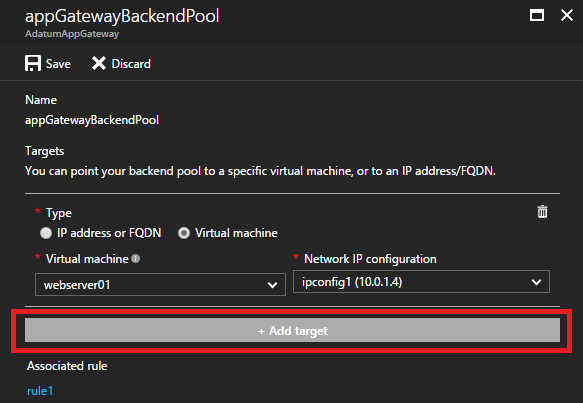 appGatewayBackendPool
AdatumAppGateway
Save Discard
Name
appGatewayBackendPool
Targets
You can point your backend pool to a specific virtual machine, or to an IP address/FQDN.
* Type
IP address or FQDN Virtual machine
* Virtual machine * Network IP configuration
webserver01 ipconfig1 (10.0.1.4)
+ Add target
Associated rule
rule1